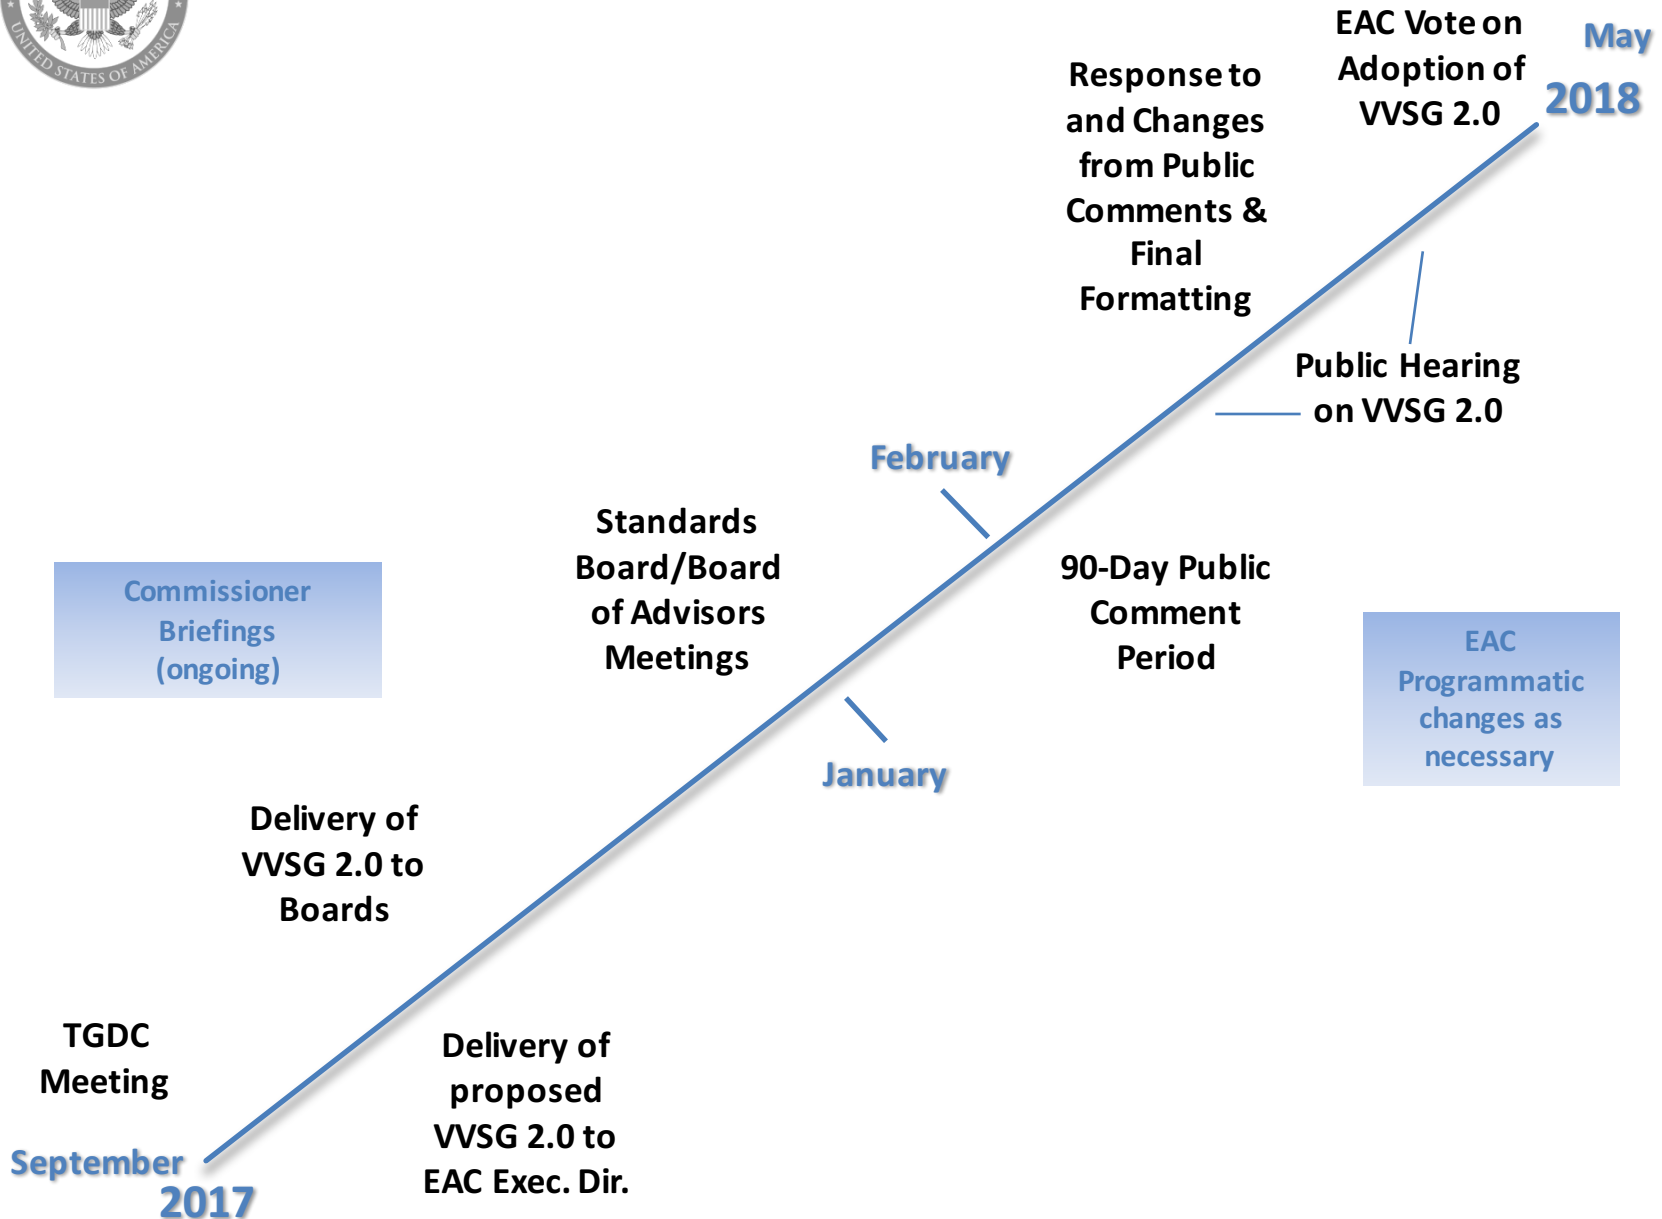 UNITED STATES OF AMERICA
EAC Vote on
Adoption of
VVSG 2.0
May
2018
Response to
and Changes
from Public
Comments &
Final
Formatting
Public Hearing
on VVSG 2.0
February
Standards
Board/Board
of Advisors
Meetings
90-Day Public
Comment
Period
Commissioner
Briefings
(ongoing)
EAC
Programmatic
changes as
necessary
January
Delivery of
VVSG 2.0 to
Boards
TGDC
Meeting
Delivery of
proposed
VVSG 2.0 to
EAC Exec. Dir.
September
2017